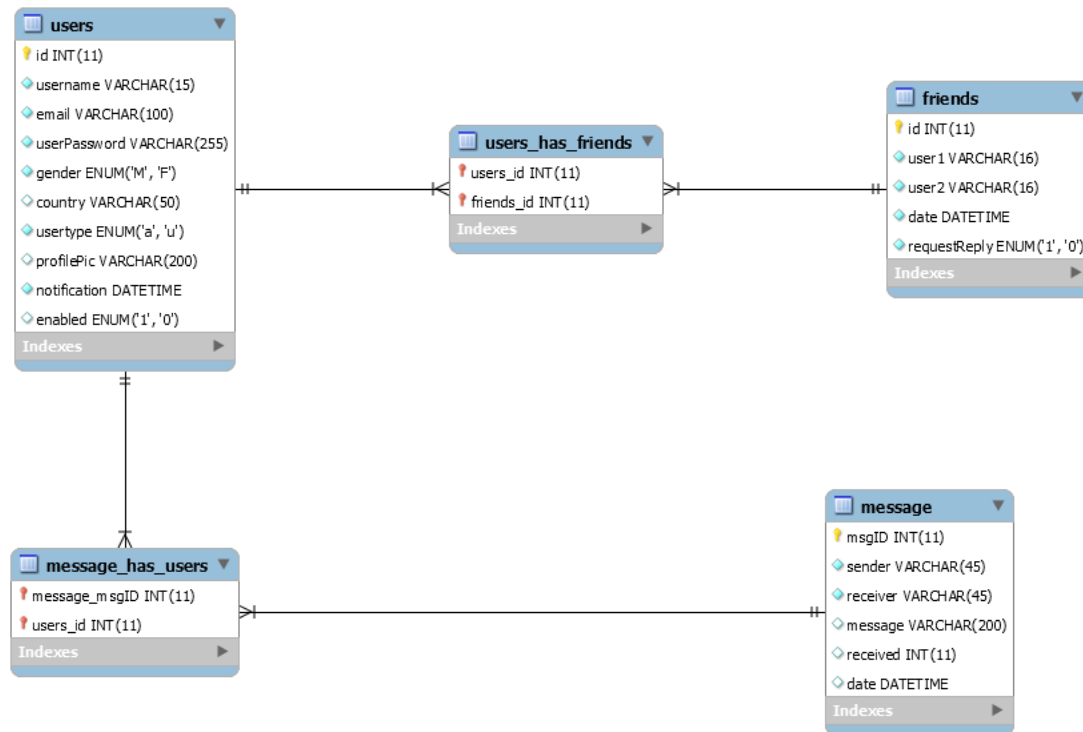 users
id INT(11)
username VARCHAR(15)
email VARCHAR(100)
userPassword VARCHAR(255)
gender ENUM('M', 'F')
country VARCHAR(50)
usertype ENUM('a', 'u')
profilePic VARCHAR(200)
notification DATETIME
enabled ENUM('1', '0')
Indexes
users_has_friends
users_id INT(11)
friends_id INT(11)
Indexes
friends
id INT(11)
user1 VARCHAR(16)
user2 VARCHAR(16)
date DATETIME
requestReply ENUM('1', '0')
Indexes
message_has_users
message_msgID INT(11)
users_id INT(11)
Indexes
message
msgID INT(11)
sender VARCHAR(45)
receiver VARCHAR(45)
message VARCHAR(200)
received INT(11)
date DATETIME
Indexes